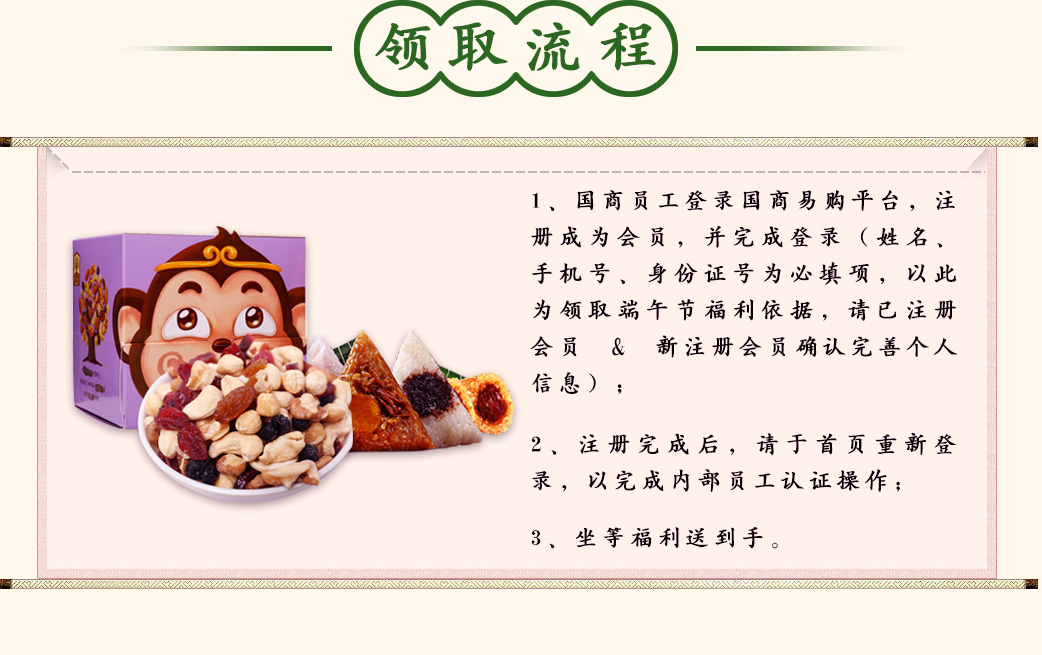 领取流程
1、国商员工登录国商易购平台，注
册成为会员，并完成登录（姓名、
手机号、身份证号为必填项，以此
为领取端午节福利依据，请已注册
会员 & 新注册会员确认完善个人
信息）；
2、注册完成后，请于首页重新登
录，以完成内部员工认证操作；
3、坐等福利送到手。